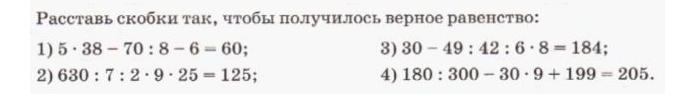 Расставь скобки так, чтобы получилось верное равенство:
1) 5 · 38 – 70 : 8 – 6 = 60; 3) 30 – 49 : 42 : 6 · 8 = 184;
2) 630 : 7 : 2 · 9 · 25 = 125; 4) 180 : 300 – 30 · 9 + 199 = 205.